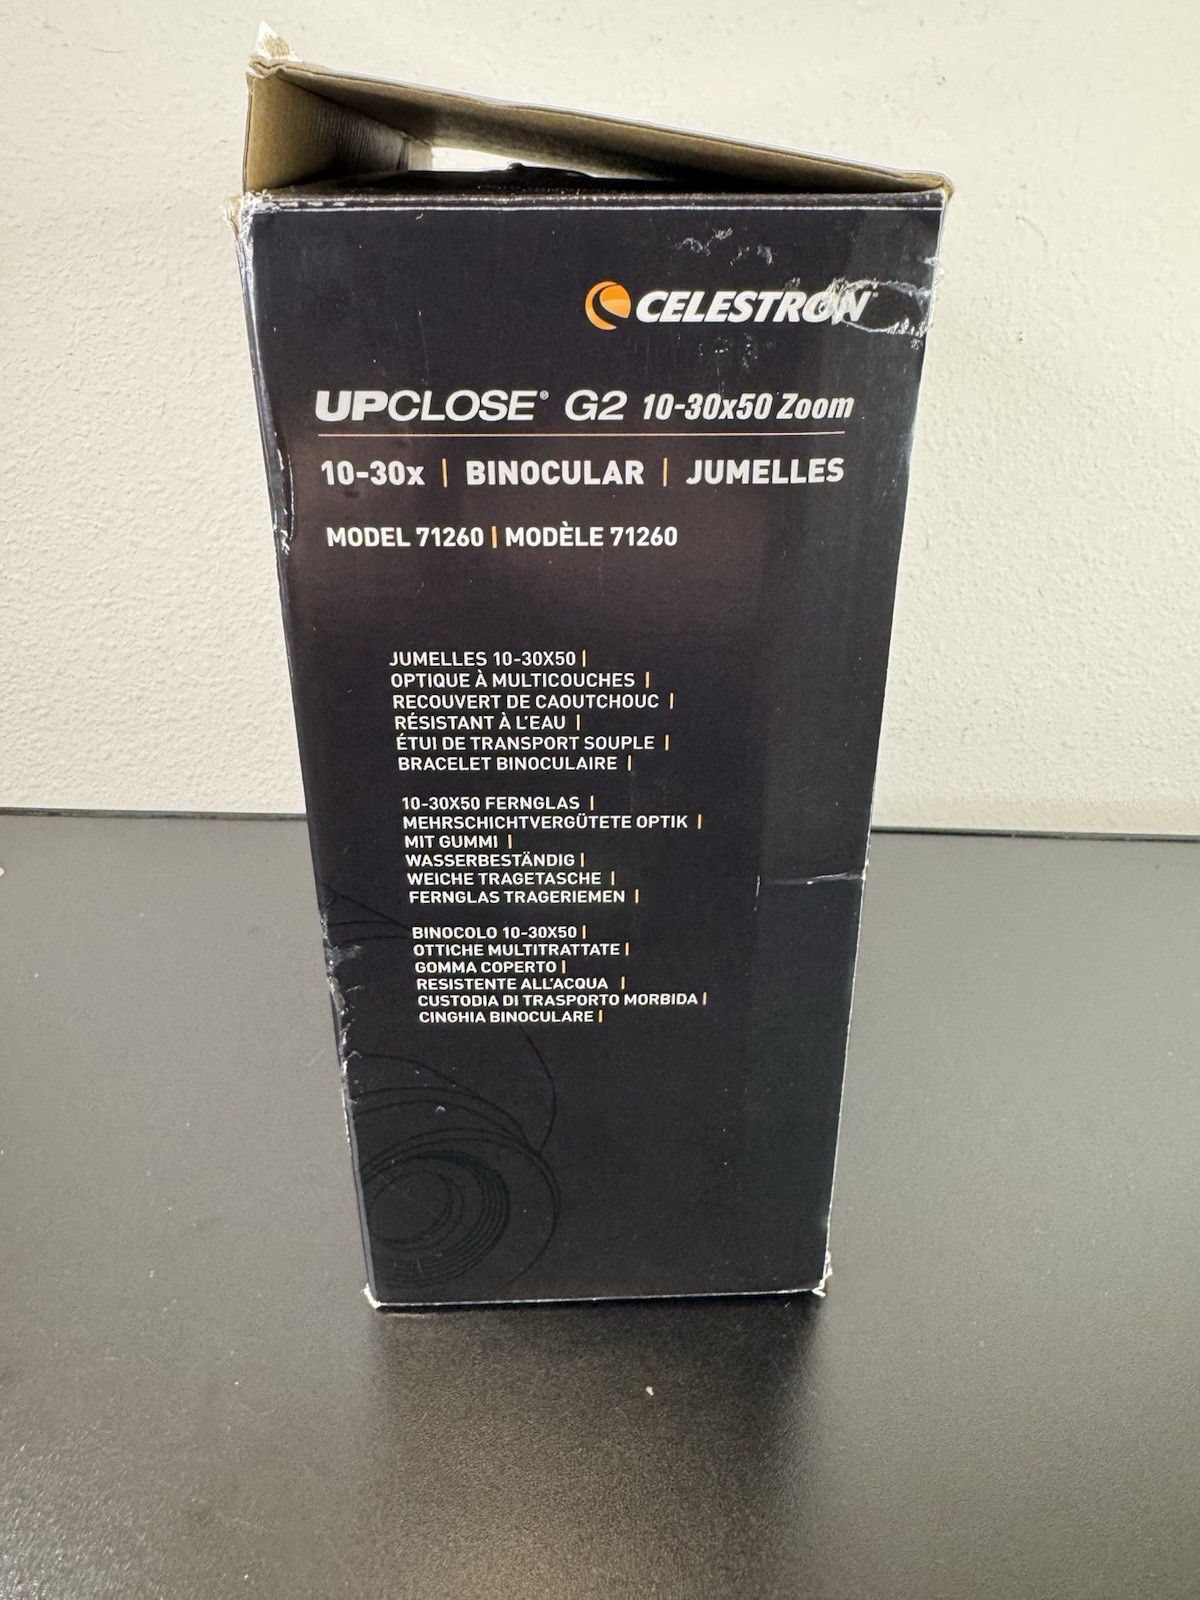 CELESTRON
UPCLOSE® G2 10-30x50 Zoom
10-30x | BINOCULAR | JUMELLES
MODEL 71260 | MODÈLE 71260
JUMELLES 10-30X50 |
OPTIQUE À MULTICOUCHES |
RECOUVERT DE CAOUTCHOUC |
RÉSISTANT À L'EAU |
ÉTUI DE TRANSPORT SOUPLE |
BRACELET BINOCULAIRE |
10-30X50 FERNGLAS |
MEHRSCHICHTVERGÜTETE OPTIK |
MIT GUMMI |
WASSERBESTÄNDIG |
WEICHE TRAGETASCHE |
FERNGLAS TRAGERIEMEN |
BINOCOLO 10-30X50 |
OTTICHE MULTITRATTATE |
GOMMA COPERTO |
RESISTENTE ALL'ACQUA |
CUSTODIA DI TRASPORTO MORBIDA |
CINGHIA BINOCULARE |